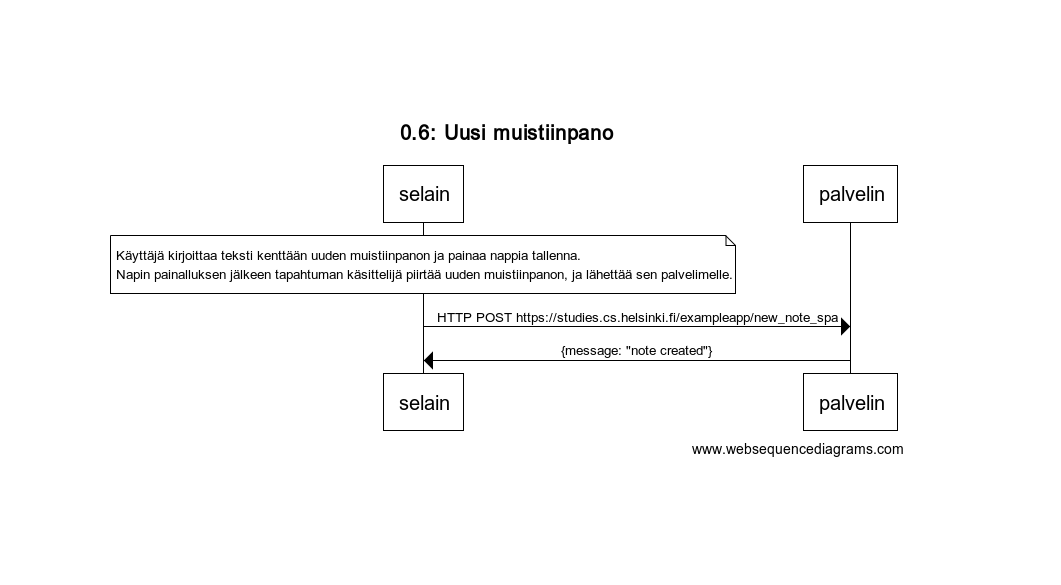 0.6: Uusi muistiinpano
selain
palvelin
Käyttäjä kirjoittaa teksti kenttään uuden muistiinpanon ja painaa nappia tallenna.
Napin painalluksen jälkeen tapahtuman käsittelijä piirtää uuden muistiinpanon, ja lähettää sen palvelimelle.
HTTP POST https://studies.cs.helsinki.fi/exampleapp/new_note_spa
{message: "note created"}
selain
palvelin
www.websequencediagrams.com